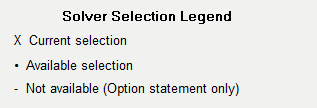 Solver Selection Legend
X Current selection
• Available selection
- Not available (Option statement only)